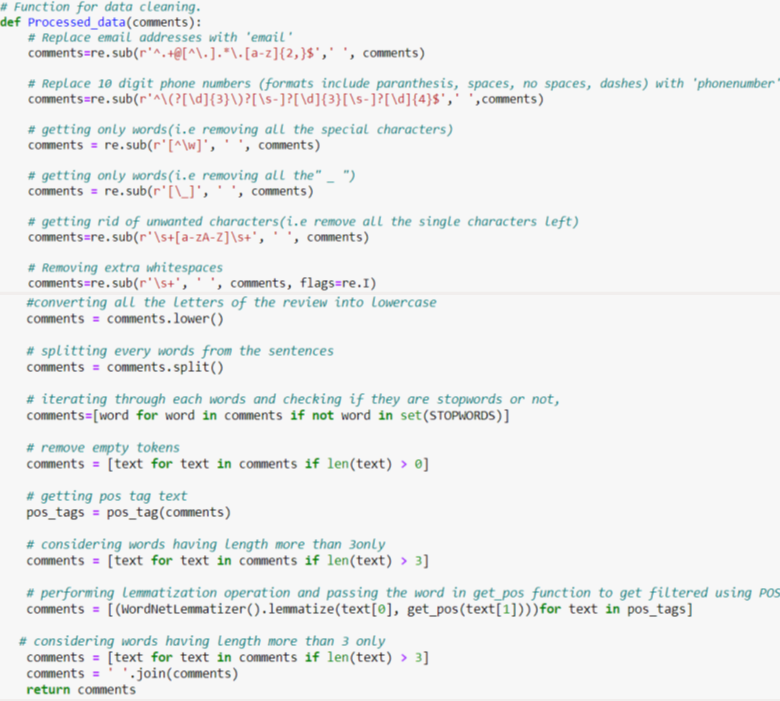 # Function for data cleaning.
def Processed_data(comments):
    # Replace email addresses with 'email'
    comments=re.sub(r'^.+@[^\.].*\.[a-z]{2,}$',' ', comments)
    # Replace 10 digit phone numbers (formats include paranthesis, spaces, no spaces, dashes) with 'phonenumber'
    comments=re.sub(r'^\(?[\d]{3}\)?[\s-]?[\d]{3}[\s-]?[\d]{4}$',' ',comments)
    # getting only words(i.e removing all the special characters)
    comments = re.sub(r'[^\w]', ' ', comments)
    # getting only words(i.e removing all the" _ ")
    comments = re.sub(r'[\_]', ' ', comments)
    # getting rid of unwanted characters(i.e remove all the single characters left)
    comments=re.sub(r'\s+[a-zA-Z]\s+', ' ', comments)
    # Removing extra whitespaces
    comments=re.sub(r'\s+', ' ', comments, flags=re.I)
    #converting all the letters of the review into lowercase
    comments = comments.lower()
    # splitting every words from the sentences
    comments = comments.split()
    # iterating through each words and checking if they are stopwords or not,
    comments=[word for word in comments if not word in set(STOPWORDS)]
    # remove empty tokens
    comments = [text for text in comments if len(text) > 0]
    # getting pos tag text
    pos_tags = pos_tag(comments)
    # considering words having length more than 3only
    comments = [text for text in comments if len(text) > 3]
    # performing lemmatization operation and passing the word in get_pos function to get filtered using POS
    comments = [(WordNetLemmatizer().lemmatize(text[0], get_pos(text[1])))for text in pos_tags]
   # considering words having length more than 3 only
    comments = [text for text in comments if len(text) > 3]
    comments = ' '.join(comments)
    return comments